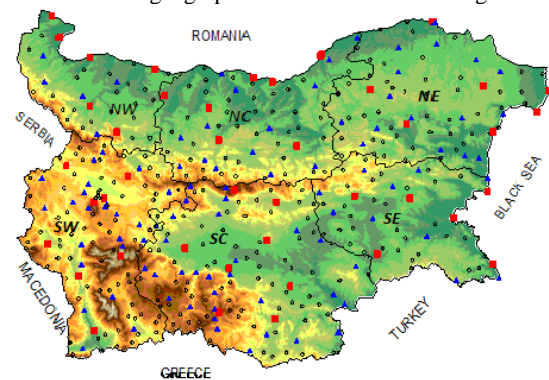 ROMANIA
NW
NC
NE
SERBIA
BLACK SEA
SW
SC
SE
MACEDONIA
TURKEY
GREECE